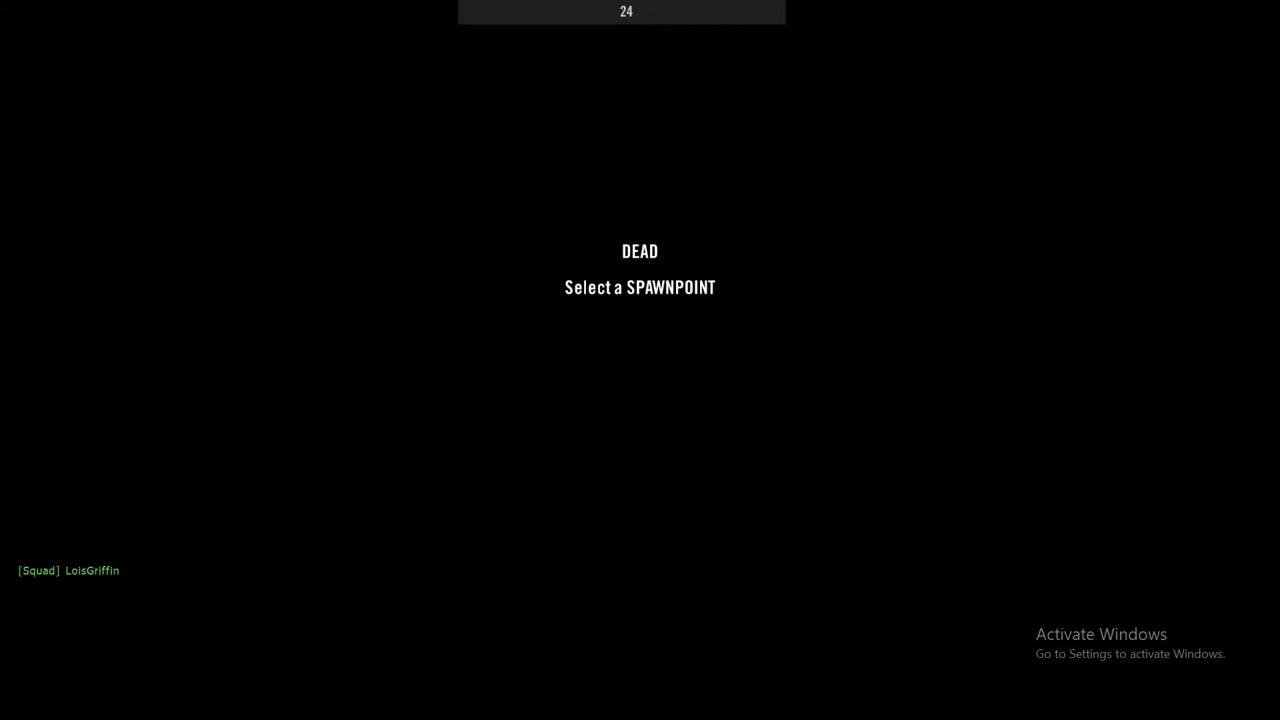 24
DEAD
Select a SPAWNPOINT
[Squad] LoisGriffin
Activate Windows
Go to Settings to activate Windows.